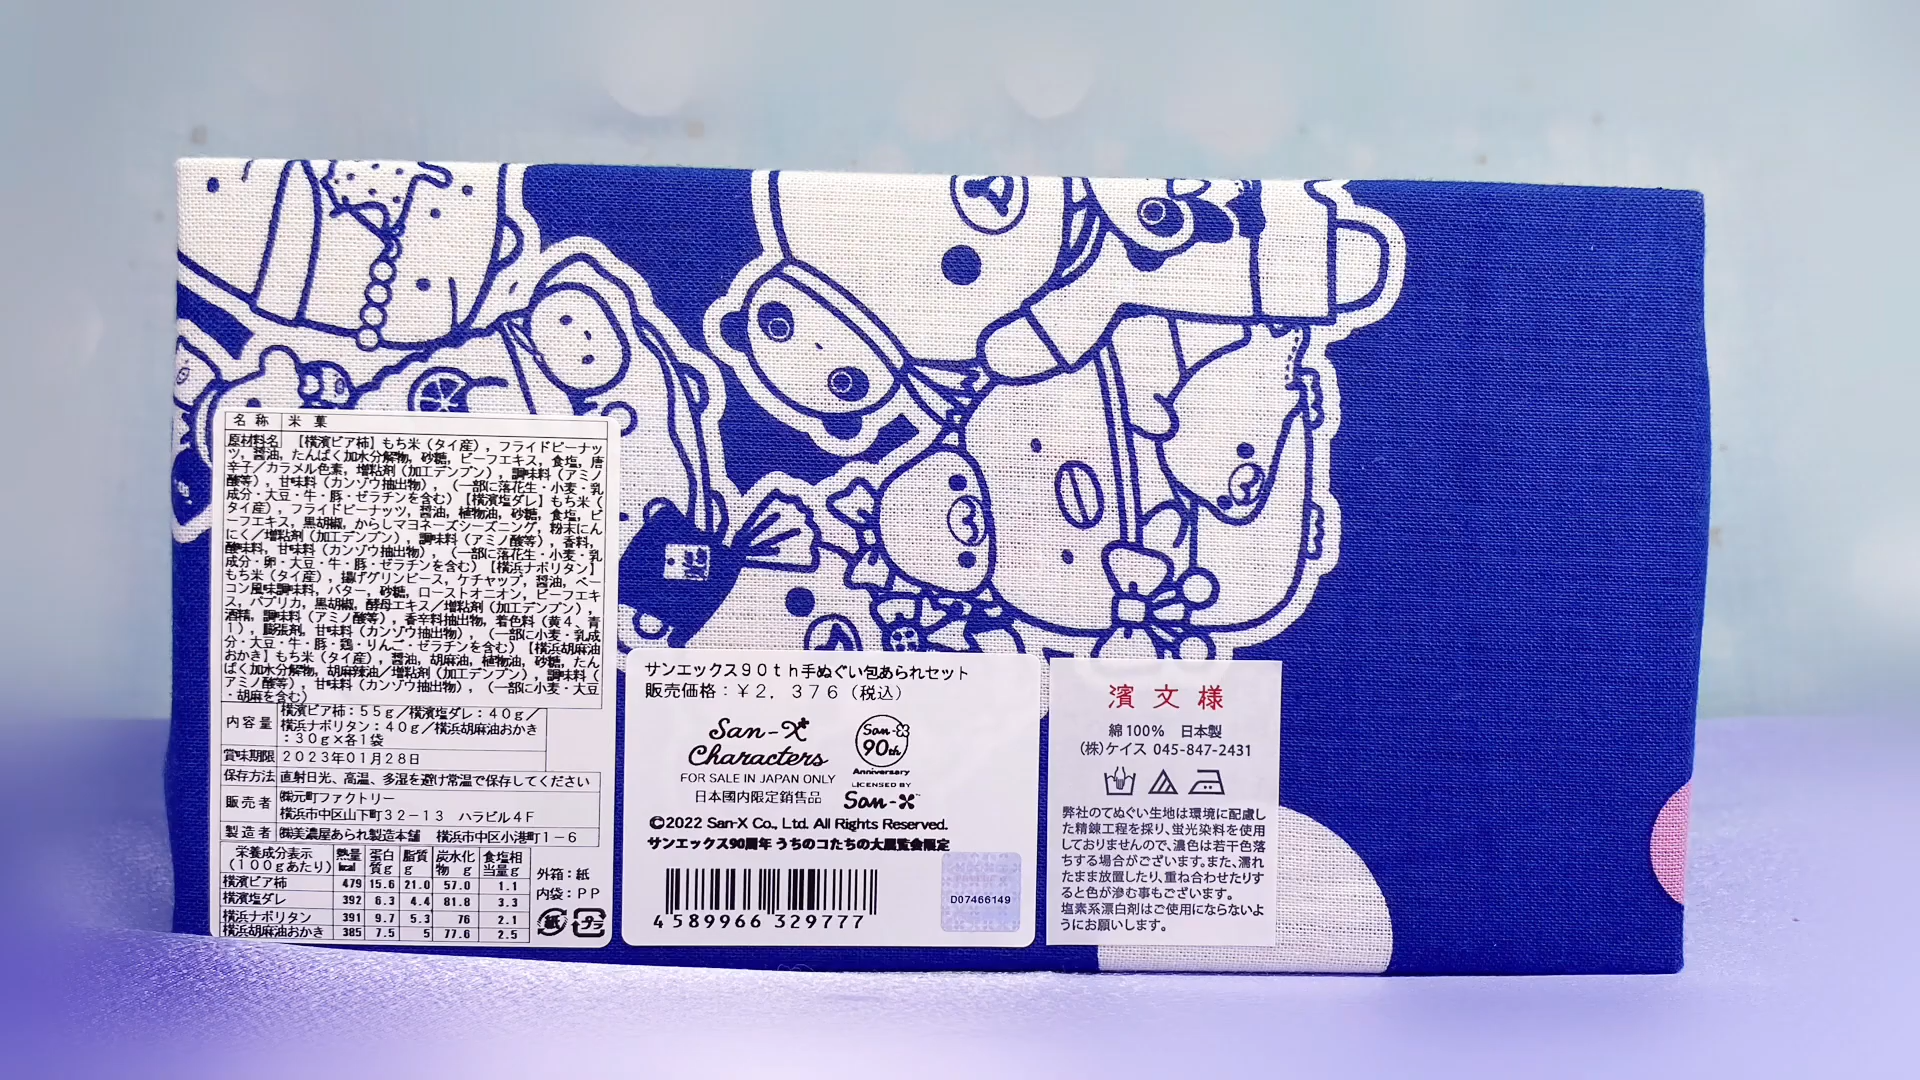 名称 米菓
原材料名 【横濱ビア柿】もち米（タイ産），フライドピーナッ
ツ，醤油，たんぱく加水分解物，砂糖，ビーフエキス，食塩，唐
辛子／カラメル色素，増粘剤（加工デンプン），調味料（アミノ
酸等），甘味料（カンゾウ抽出物），（一部に落花生・小麦・乳
成分・大豆・牛・豚・ゼラチンを含む）【横濱塩ダレ】もち米（
タイ産），フライドピーナッツ，醤油，植物油，砂糖，食塩，ビ
ーフエキス，黒胡椒，からしマヨネーズシーズニング，粉末にん
にく／増粘剤（加工デンプン），調味料（アミノ酸等），香料，
酸味料，甘味料（カンゾウ抽出物），（一部に落花生・小麦・乳
成分・卵・大豆・牛・豚・ゼラチンを含む）【横浜ナポリタン】
もち米（タイ産），揚げグリンピース，ケチャップ，醤油，ベー
コン風味調味料，バター，砂糖，ローストオニオン，ビーフエキ
ス，パプリカ，黒胡椒，酵母エキス／増粘剤（加工デンプン），
酒精，調味料（アミノ酸等），香辛料抽出物，着色料（黄４、青
１），膨張剤，甘味料（カンゾウ抽出物），（一部に小麦・乳成
分・大豆・牛・豚・鶏・りんご・ゼラチンを含む）【横浜胡麻油
おかき】もち米（タイ産），醤油，胡麻油，植物油，砂糖，たん
ぱく加水分解物，胡麻辣油／増粘剤（加工デンプン），調味料（
アミノ酸等），甘味料（カンゾウ抽出物），（一部に小麦・大豆
・胡麻を含む）
内容量 横濱ビア柿：５５ｇ／横濱塩ダレ：４０ｇ／
横浜ナポリタン：４０ｇ／横浜胡麻油おかき
：３０ｇ×各１袋
賞味期限 ２０２３年０１月２８日
保存方法 直射日光、高温、多湿を避け常温で保存してください
販売者 ㈱元町ファクトリー
横浜市中区山下町３２－１３ ハラビル４Ｆ
製造者 ㈱美濃屋あられ製造本舗 横浜市中区小港町１－６
栄養成分表示（１００ｇあたり） 熱量kcal 蛋白質g 脂質g 炭水化物g 食塩相当量g
横濱ビア柿 479 15.6 21.0 57.0 1.1
横濱塩ダレ 392 6.3 4.4 81.8 3.3
横浜ナポリタン 391 9.7 5.3 76 2.1
横浜胡麻油おかき 385 7.5 5 77.6 2.5
外箱：紙
内袋：ＰＰ
紙 プラ
サンエックス９０ｔｈ手ぬぐい包あられセット
販売価格：￥２，３７６（税込）
San-X
Characters
FOR SALE IN JAPAN ONLY
日本國内限定銷售品
San-X
90th
Anniversary
LICENSED BY
San-X
©2022 San-X Co., Ltd. All Rights Reserved.
サンエックス90周年 うちのコたちの大展覧会限定
4 589966 329777
D07466149
濱文様
綿100% 日本製
(株)ケイス 045-847-2431
弊社のてぬぐい生地は環境に配慮し
た精錬工程を採り、蛍光染料を使用
しておりませんので、濃色は若干色落
ちする場合がございます。また、濡れ
たまま放置したり、重ね合わせたりす
ると色が滲む事もございます。
塩素系漂白剤はご使用にならないよ
うにお願いします。